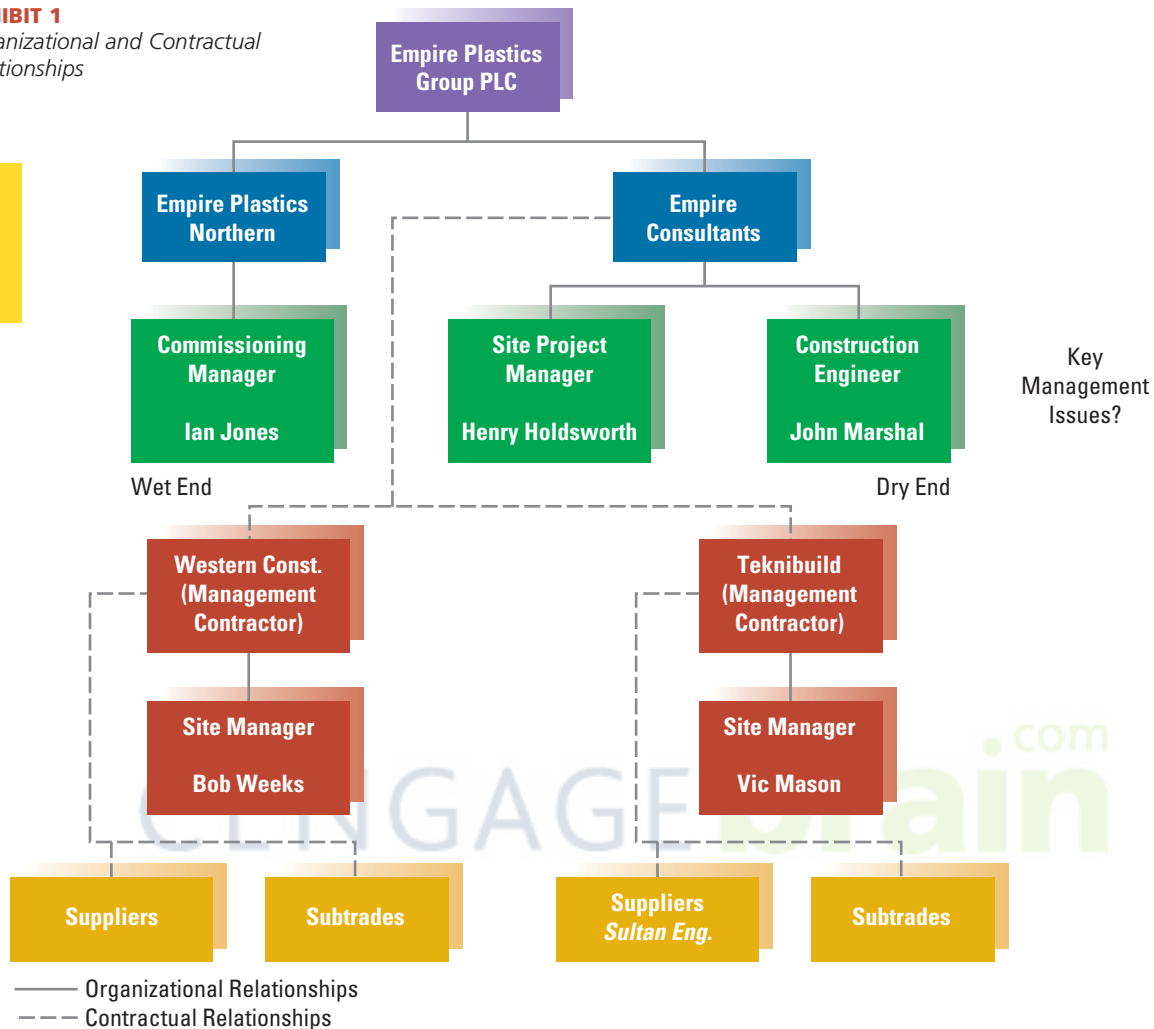 HIBIT 1
anizational and Contractual
tionships
Empire Plastics
Group PLC
Empire Plastics
Northern
Empire
Consultants
Commissioning
Manager
Ian Jones
Site Project
Manager
Henry Holdsworth
Construction
Engineer
John Marshal
Key
Management
Issues?
Wet End
Dry End
Western Const.
(Management
Contractor)
Teknibuild
(Management
Contractor)
Site Manager
Bob Weeks
Site Manager
Vic Mason
CENGAGEbrain.com
Suppliers
Subtrades
Suppliers
Sultan Eng.
Subtrades
Organizational Relationships
Contractual Relationships